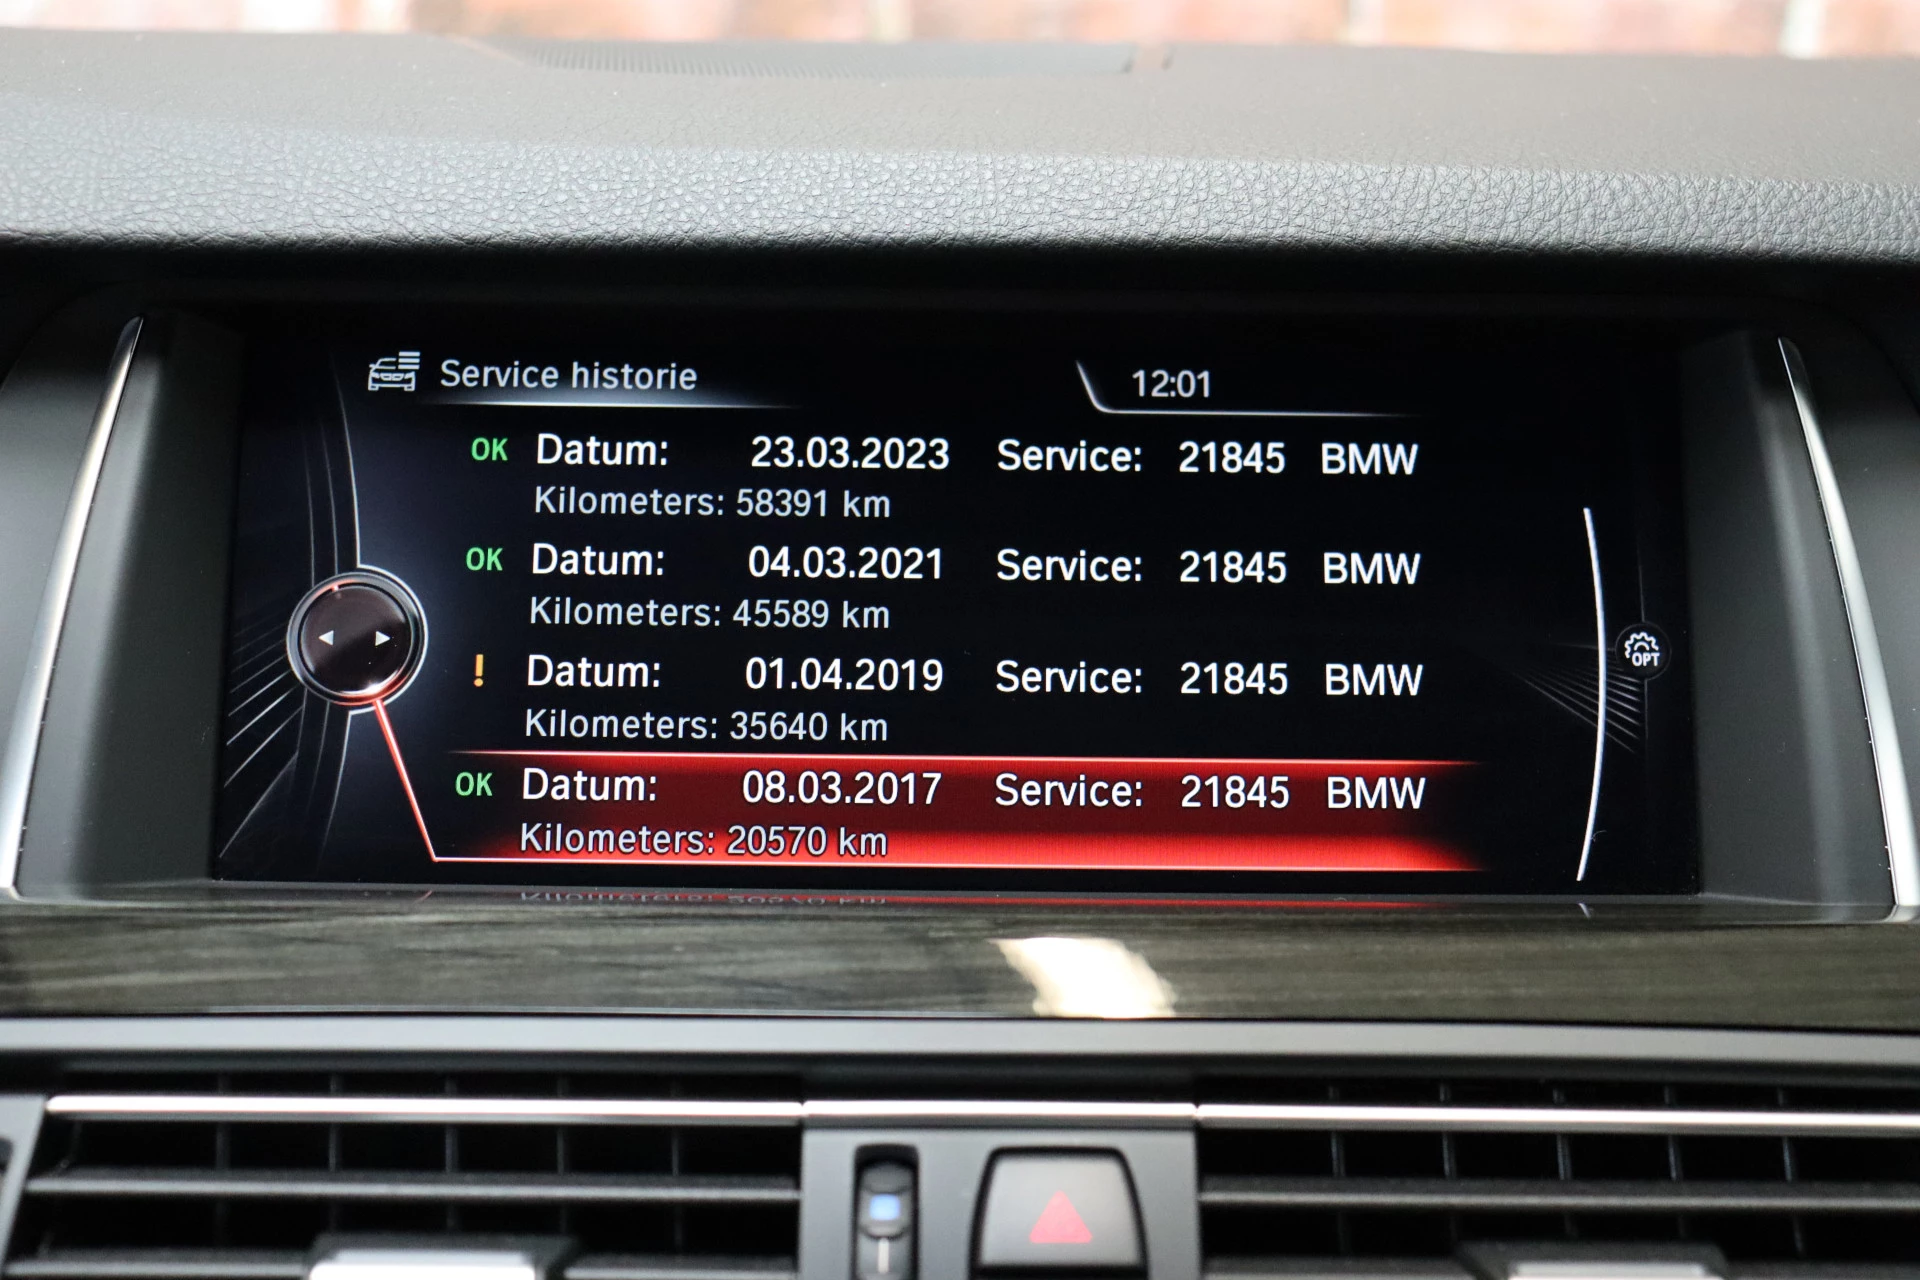 Service historie
12:01
OK Datum: 23.03.2023 Service: 21845 BMW
Kilometers: 58391 km
OK Datum: 04.03.2021 Service: 21845 BMW
Kilometers: 45589 km
! Datum: 01.04.2019 Service: 21845 BMW
Kilometers: 35640 km
OPT
OK Datum: 08.03.2017 Service: 21845 BMW
Kilometers: 20570 km